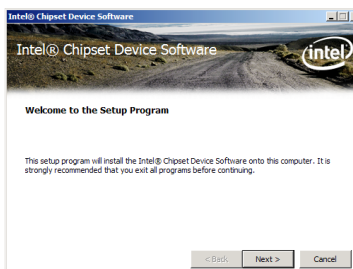 Intel® Chipset Device Software
Intel® Chipset Device Software
intel
Welcome to the Setup Program
This setup program will install the Intel® Chipset Device Software onto this computer. It is
strongly recommended that you exit all programs before continuing.
< Back Next > Cancel